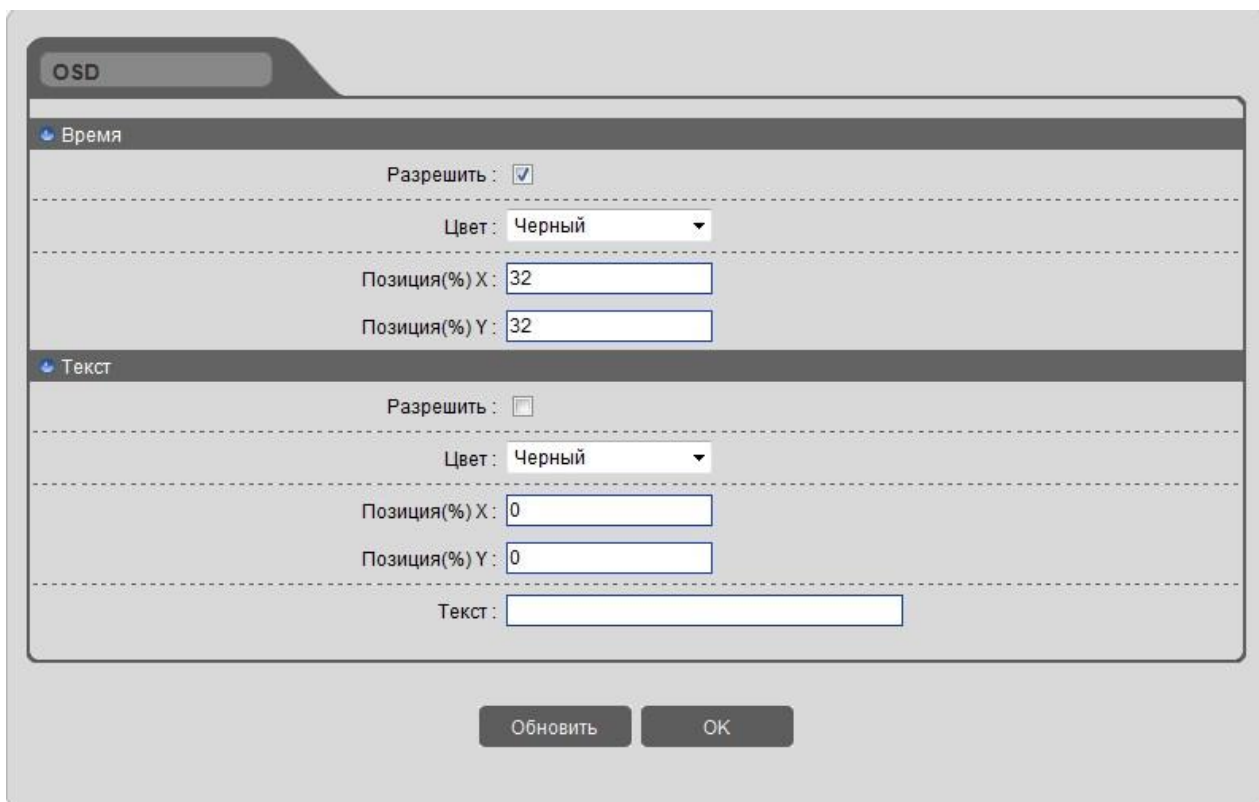 OSD
Время
Разрешить :
Цвет : Черный
Позиция(%) X : 32
Позиция(%) Y : 32
Текст
Разрешить :
Цвет : Черный
Позиция(%) X : 0
Позиция(%) Y : 0
Текст :
Обновить OK